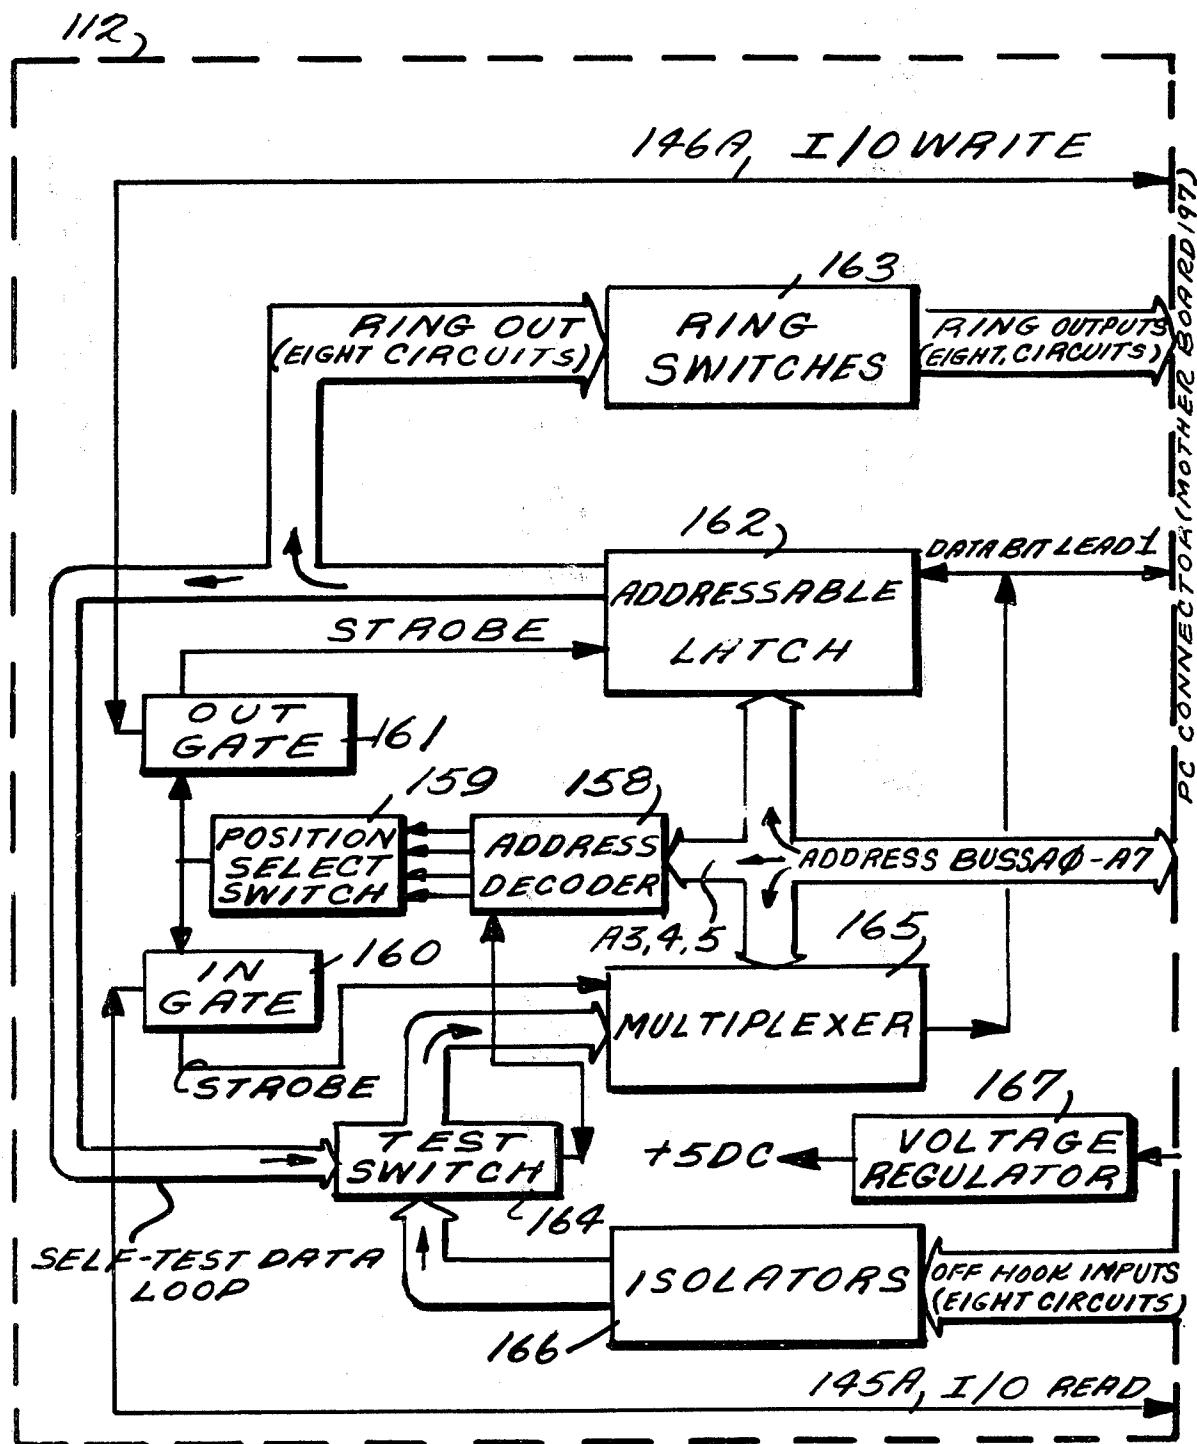 112
146A, I/O WRITE
163
RING OUT
(EIGHT CIRCUITS)
RING
SWITCHES
RING OUTPUTS
(EIGHT CIRCUITS)
PC CONNECTOR (MOTHER BOARD 197)
162
DATA BIT LEAD 1
ADDRESSABLE
LATCH
STROBE
OUT
GATE
161
159
158
POSITION
SELECT
SWITCH
ADDRESS
DECODER
ADDRESS BUSS AØ-A7
A3,4,5
165
160
IN
GATE
MULTIPLEXER
STROBE
167
TEST
SWITCH
+5DC
VOLTAGE
REGULATOR
164
SELF-TEST DATA
LOOP
ISOLATORS
OFF HOOK INPUTS
(EIGHT CIRCUITS)
166
145A, I/O READ